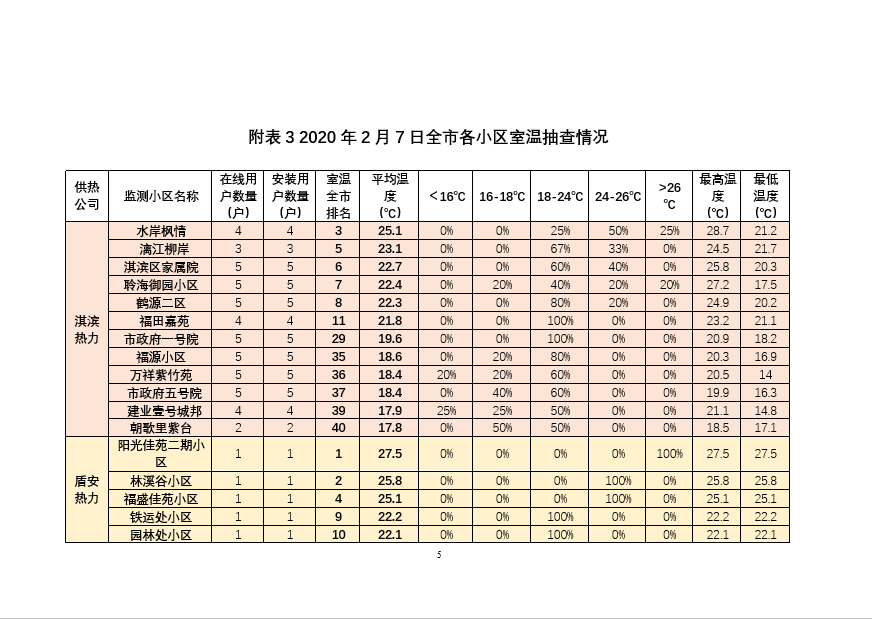 附表 3 2020 年 2 月 7 日全市各小区室温抽查情况
供热公司 监测小区名称 在线用户数量（户） 安装用户数量（户） 室温全市排名 平均温度（℃） ＜16℃ 16-18℃ 18-24℃ 24-26℃ >26℃ 最高温度（℃） 最低温度（℃）
淇滨热力
水岸枫情 4 4 3 25.1 0% 0% 25% 50% 25% 28.7 21.2
漓江柳岸 3 3 5 23.1 0% 0% 67% 33% 0% 24.5 21.7
淇滨区家属院 5 5 6 22.7 0% 0% 60% 40% 0% 25.8 20.3
聆海御园小区 5 5 7 22.4 0% 20% 40% 20% 20% 27.2 17.5
鹤源二区 5 5 8 22.3 0% 0% 80% 20% 0% 24.9 20.2
福田嘉苑 4 4 11 21.8 0% 0% 100% 0% 0% 23.2 21.1
市政府一号院 5 5 29 19.6 0% 0% 100% 0% 0% 20.9 18.2
福源小区 5 5 35 18.6 0% 20% 80% 0% 0% 20.3 16.9
万祥紫竹苑 5 5 36 18.4 20% 20% 60% 0% 0% 20.5 14
市政府五号院 5 5 37 18.4 0% 40% 60% 0% 0% 19.9 16.3
建业壹号城邦 4 4 39 17.9 25% 25% 50% 0% 0% 21.1 14.8
朝歌里紫台 2 2 40 17.8 0% 50% 50% 0% 0% 18.5 17.1
盾安热力
阳光佳苑二期小区 1 1 1 27.5 0% 0% 0% 0% 100% 27.5 27.5
林溪谷小区 1 1 2 25.8 0% 0% 0% 100% 0% 25.8 25.8
福盛佳苑小区 1 1 4 25.1 0% 0% 0% 100% 0% 25.1 25.1
铁运处小区 1 1 9 22.2 0% 0% 100% 0% 0% 22.2 22.2
园林处小区 1 1 10 22.1 0% 0% 100% 0% 0% 22.1 22.1
5